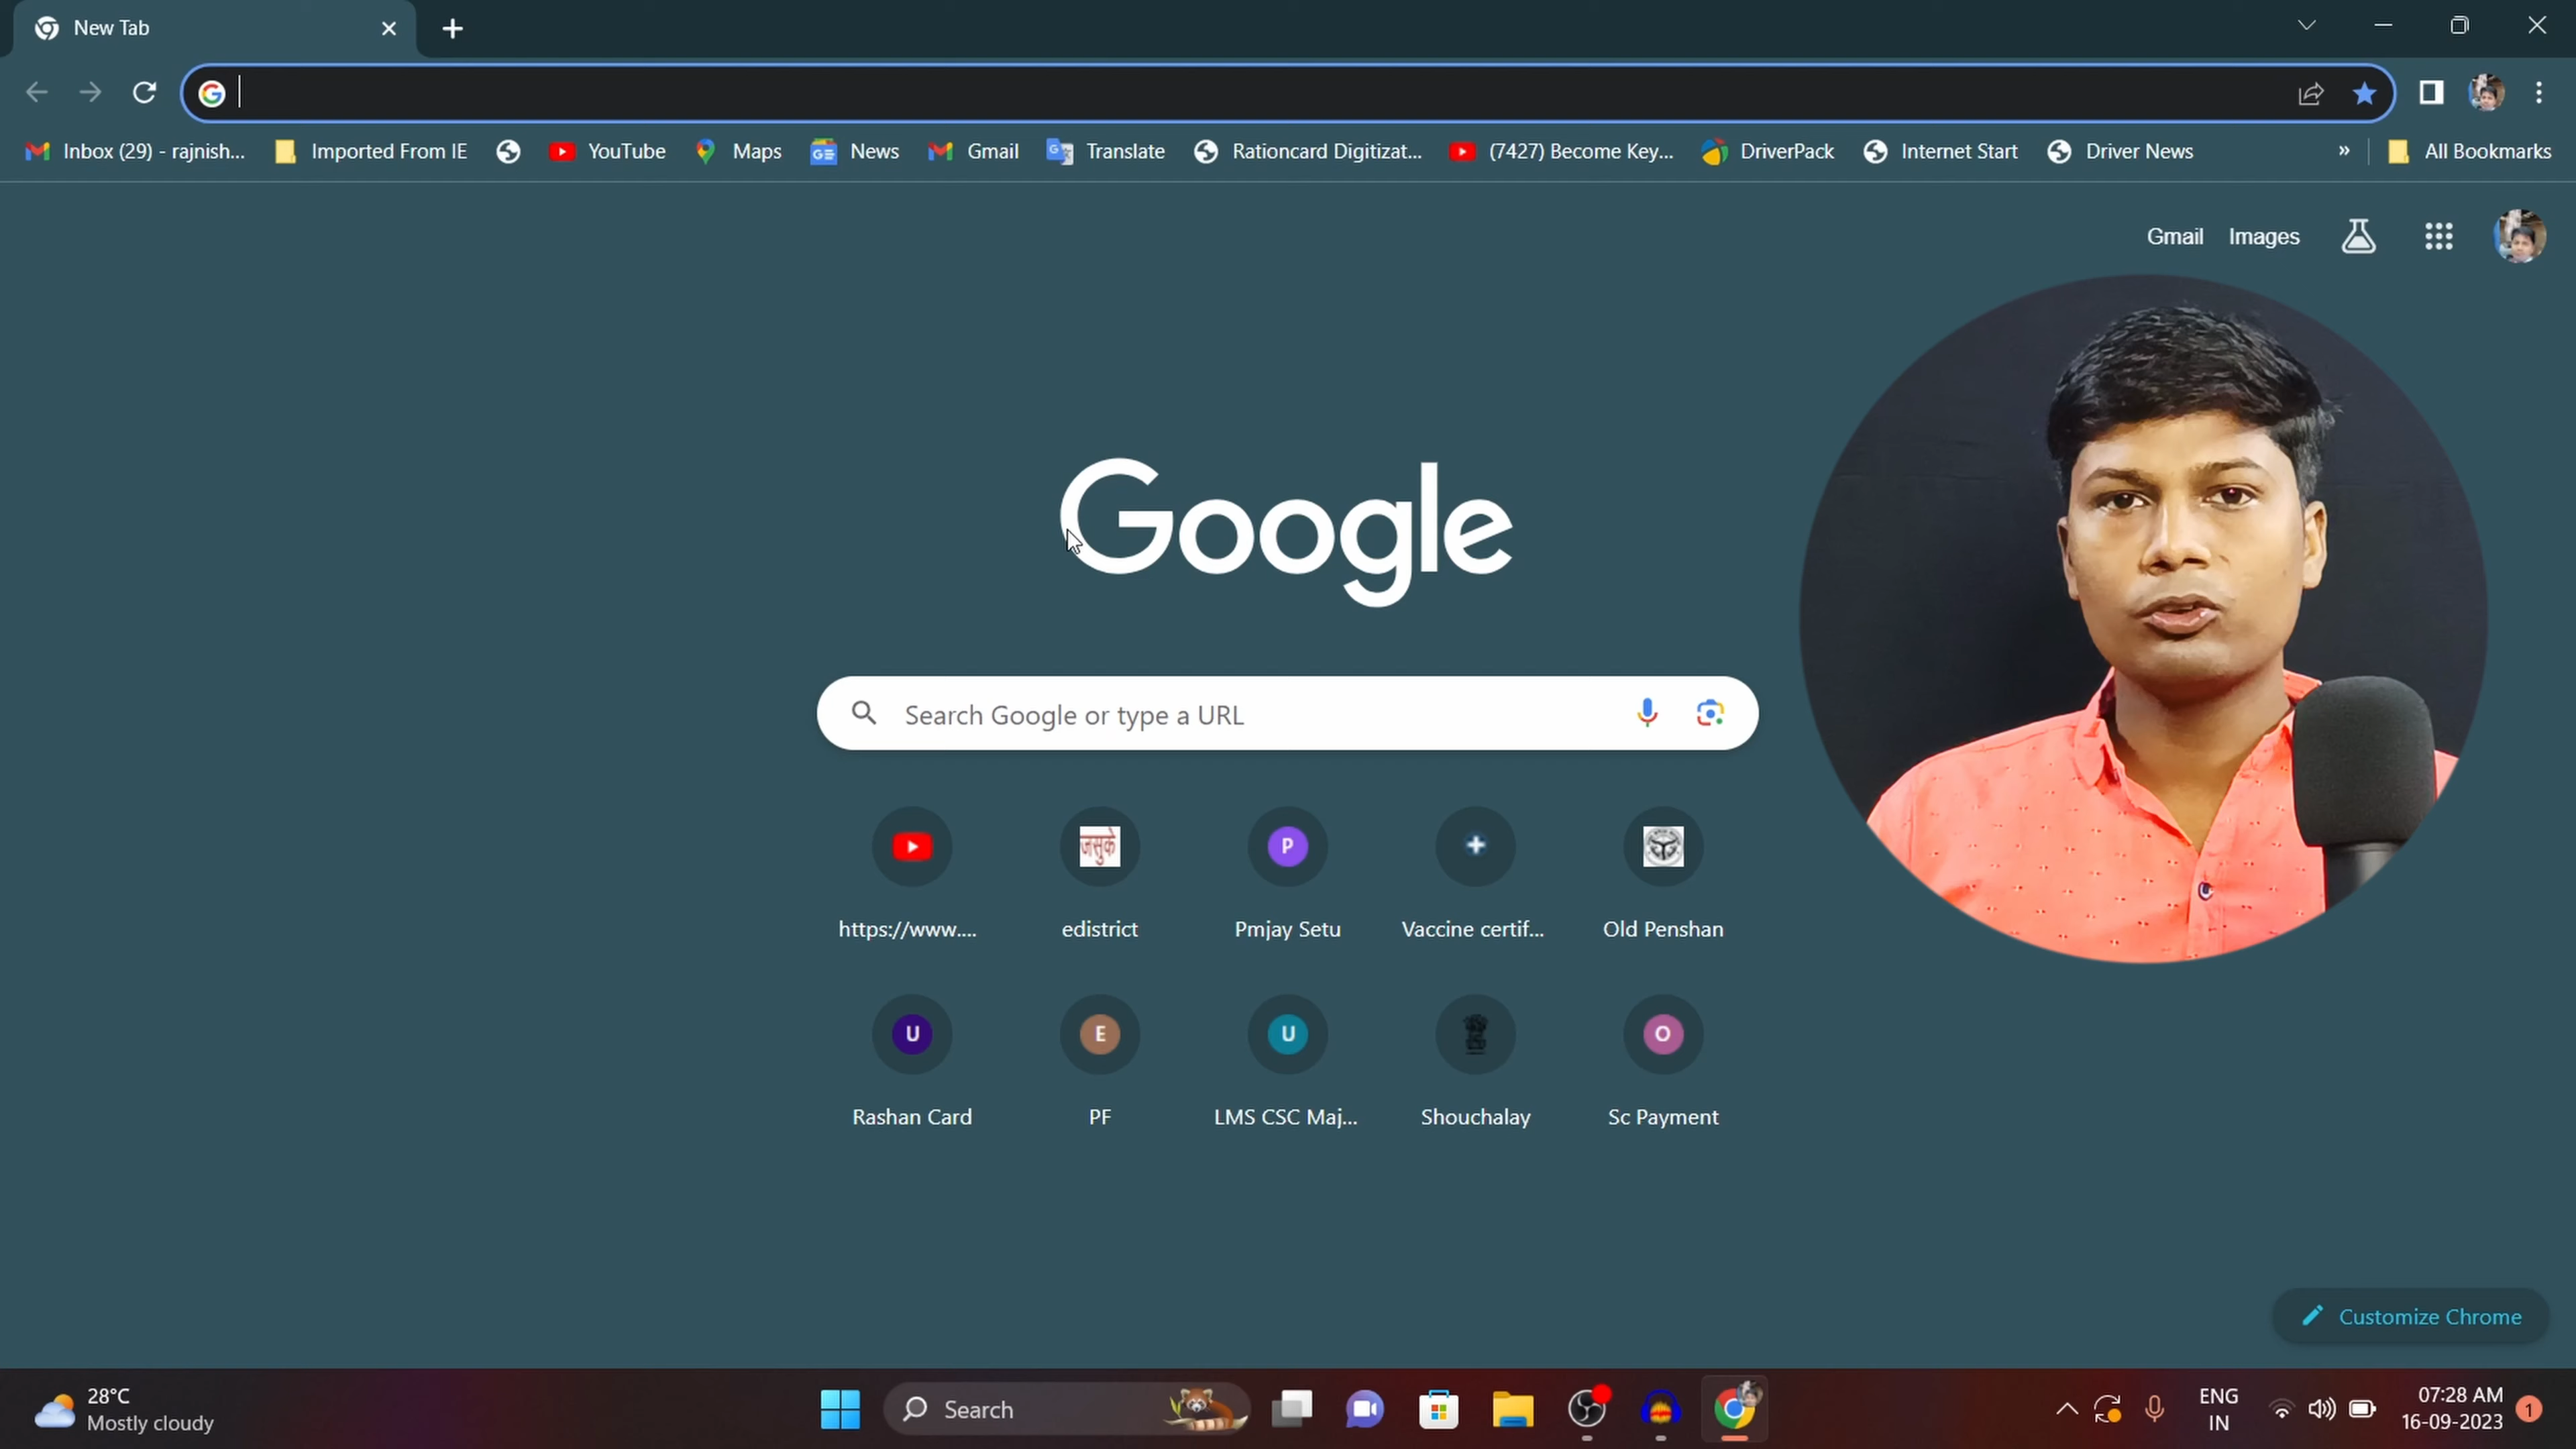 New Tab
Inbox (29) - rajnish... Imported From IE YouTube Maps News Gmail Translate Rationcard Digitizat... (7427) Become Key... DriverPack Internet Start Driver News » All Bookmarks
Gmail Images
Google
Search Google or type a URL
जसुके P
https://www.... edistrict Pmjay Setu Vaccine certif... Old Penshan
U E U O
Rashan Card PF LMS CSC Maj... Shouchalay Sc Payment
Customize Chrome
28°C
Mostly cloudy
Search
ENG
IN
07:28 AM
16-09-2023
1